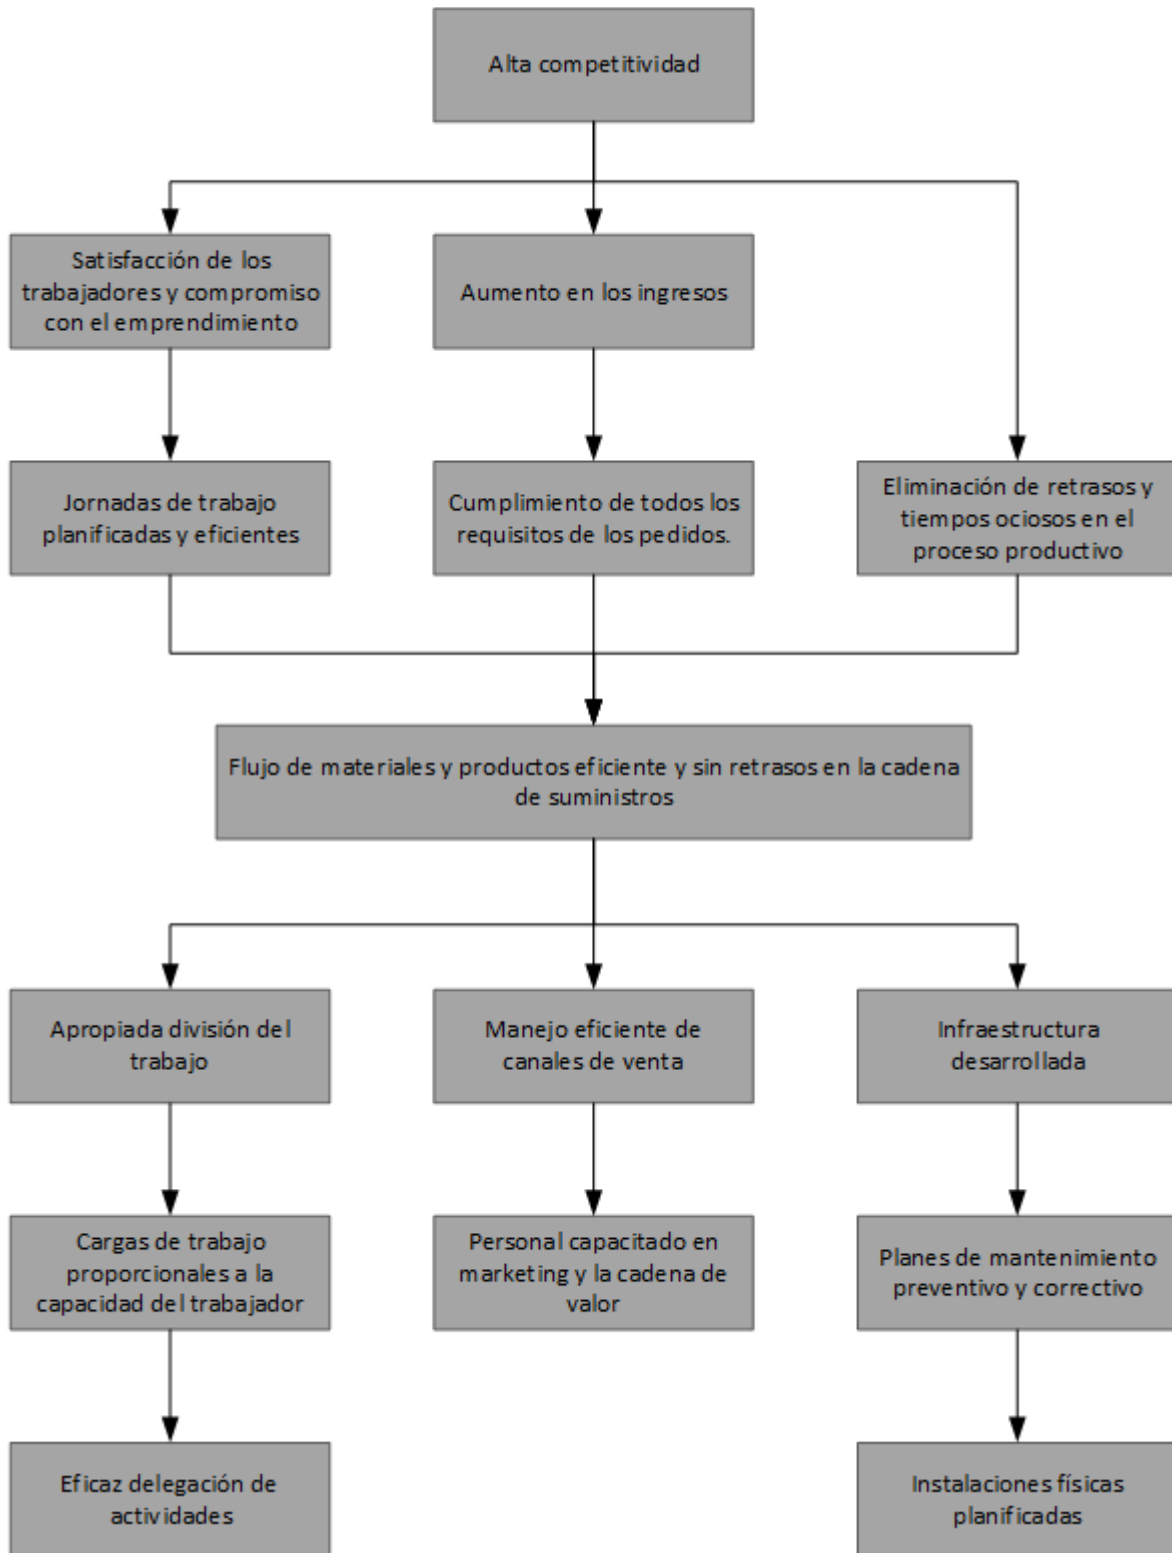 Alta competitividad
Satisfacción de los
trabajadores y compromiso
con el emprendimiento
Aumento en los ingresos
Jornadas de trabajo
planificadas y eficientes
Cumplimiento de todos los
requisitos de los pedidos.
Eliminación de retrasos y
tiempos ociosos en el
proceso productivo
Flujo de materiales y productos eficiente y sin retrasos en la cadena
de suministros
Apropiada división del
trabajo
Manejo eficiente de
canales de venta
Infraestructura
desarrollada
Cargas de trabajo
proporcionales a la
capacidad del trabajador
Personal capacitado en
marketing y la cadena de
valor
Planes de mantenimiento
preventivo y correctivo
Eficaz delegación de
actividades
Instalaciones físicas
planificadas